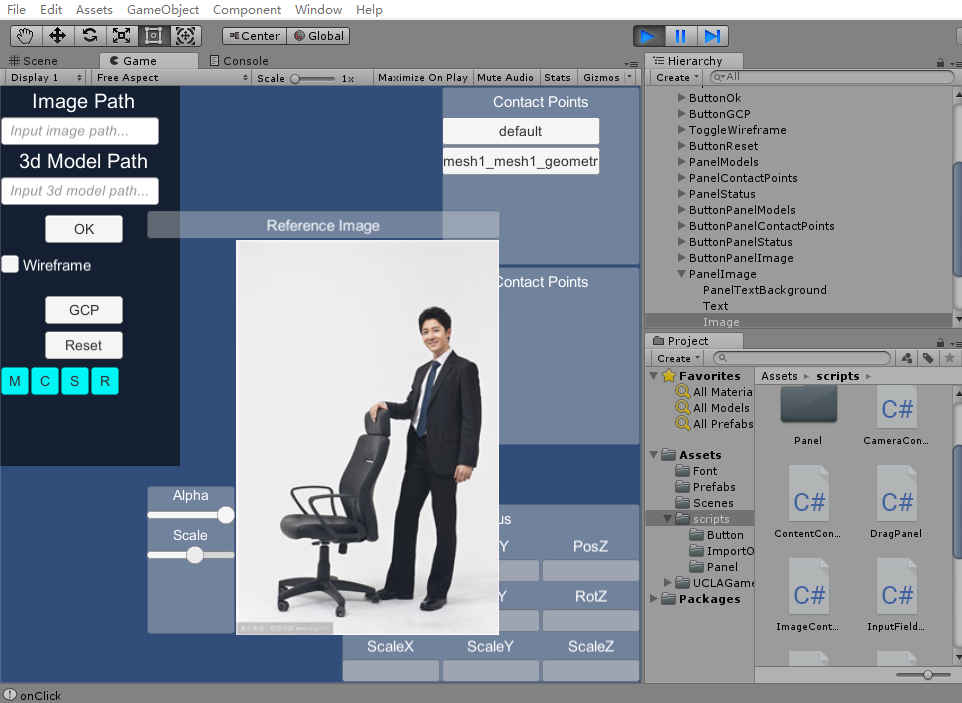 File Edit Assets GameObject Component Window Help
Center Global
Scene Game Console
Display 1 Free Aspect Scale 1x Maximize On Play Mute Audio Stats Gizmos
Image Path
Input image path...
3d Model Path
Input 3d model path...
OK
Wireframe
GCP
Reset
M C S R
Contact Points
default
mesh1_mesh1_geometr
Reference Image
Contact Points
Alpha
Scale
us
Y PosZ
Y RotZ
ScaleX ScaleY ScaleZ
onClick
Hierarchy
Create All
ButtonOk
ButtonGCP
ToggleWireframe
ButtonReset
PanelModels
PanelContactPoints
PanelStatus
ButtonPanelModels
ButtonPanelContactPoints
ButtonPanelStatus
ButtonPanelImage
PanelImage
PanelTextBackground
Text
Image
Project
Create
Favorites
All Materia
All Models
All Prefabs
Assets
Font
Prefabs
Scenes
scripts
Button
ImportO
Panel
UCLAGame
Packages
Assets scripts
Panel
C#
CameraCon...
C#
ContentCon...
C#
DragPanel
C#
ImageCont...
C#
InputField...